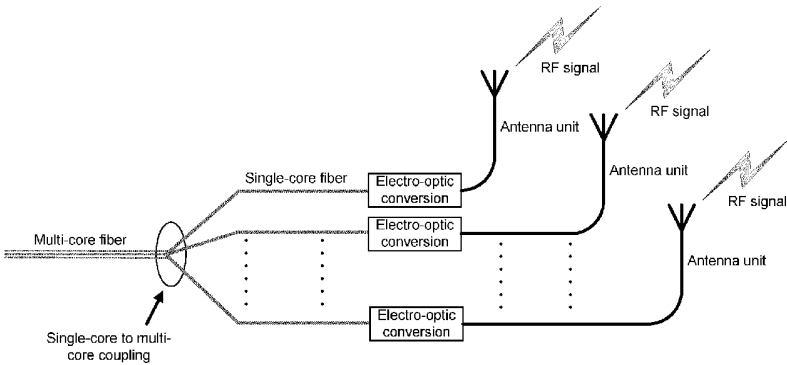 RF signal
RF signal
Antenna unit
Single-core fiber
Electro-optic
conversion
Antenna unit
RF signal
Multi-core fiber
Electro-optic
conversion
Antenna unit
Electro-optic
conversion
Single-core to multi-
core coupling